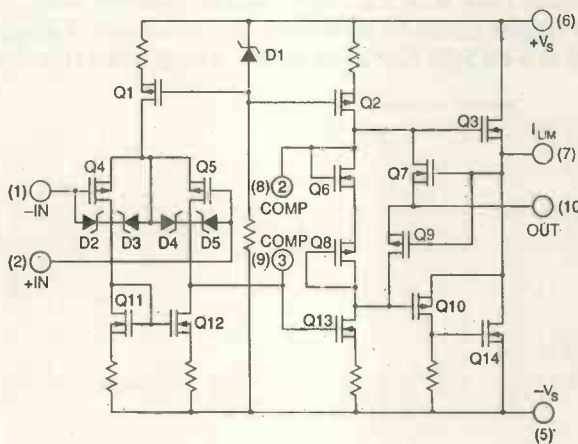 (6)
+Vs
D1
Q1
Q2
Q3
ILIM
(7)
Q4
Q5
(8) 2
COMP
Q6
Q7
(1)
−IN
D2 D3 D4 D5
(10)
OUT
(2)
+IN
COMP
(9) 3
Q8
Q9
Q10
Q11
Q12
Q13
Q14
−Vs
(5)